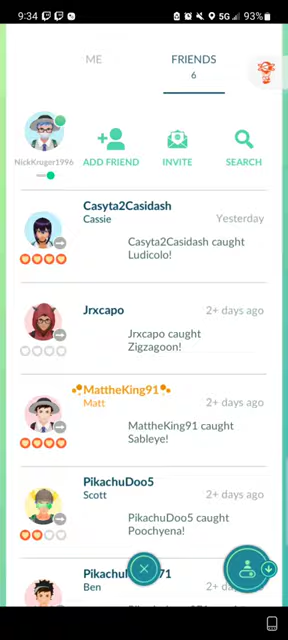 9:34
5G 93%
ME
FRIENDS
6
NickKruger1996
ADD FRIEND
INVITE
SEARCH
Casyta2Casidash
Cassie
Yesterday
Casyta2Casidash caught
Ludicolo!
Jrxcapo
2+ days ago
Jrxcapo caught
Zigzagoon!
MattheKing91
Matt
2+ days ago
MattheKing91 caught
Sableye!
PikachuDoo5
Scott
2+ days ago
PikachuDoo5 caught
Poochyena!
Ben
2+ days ago